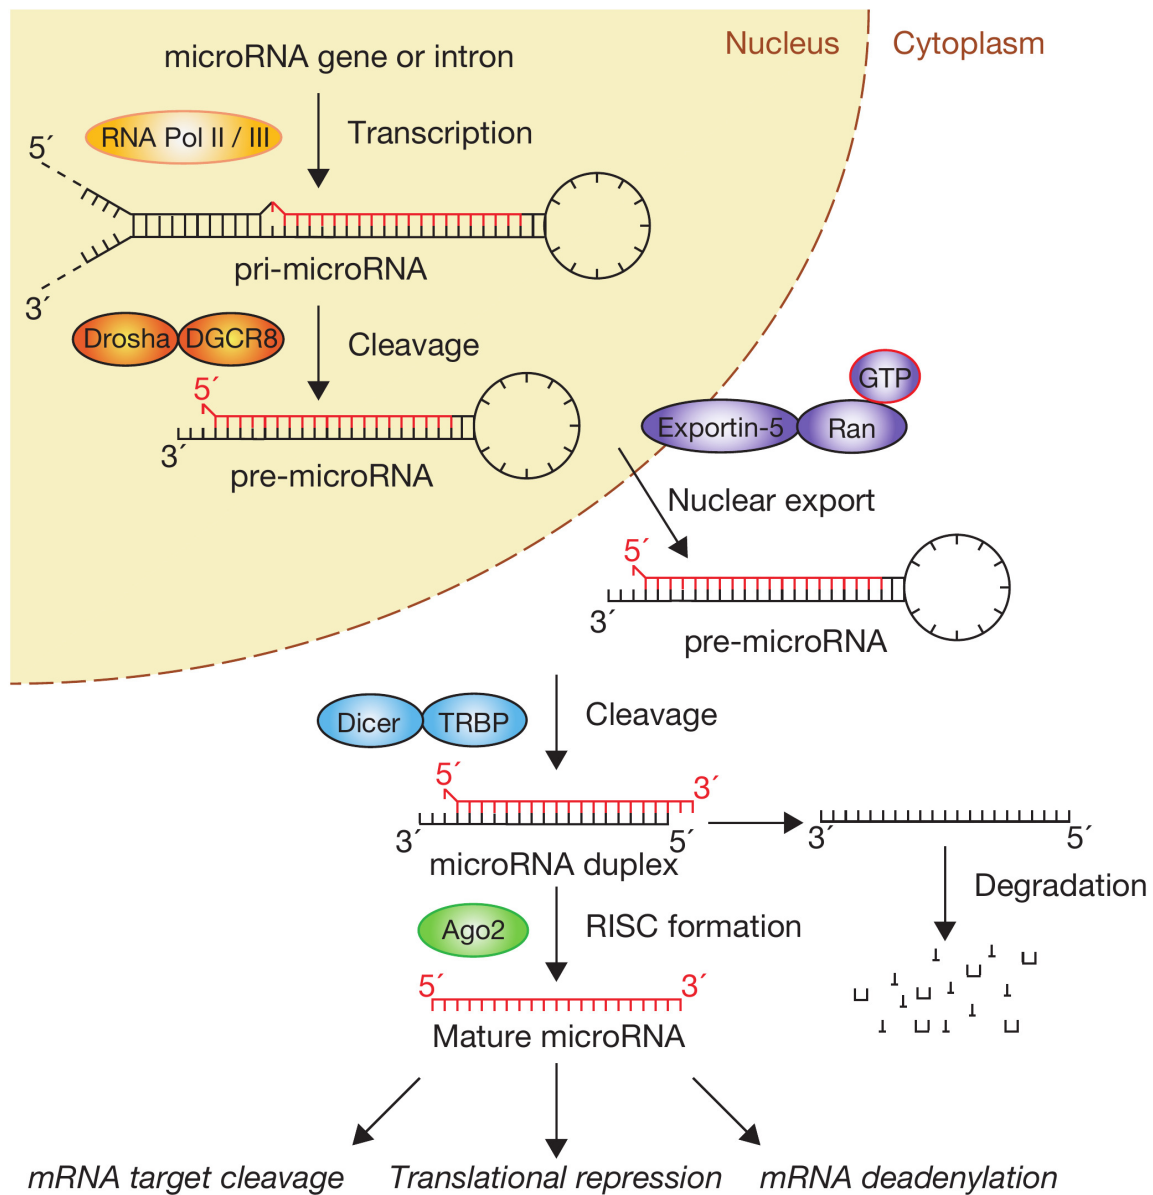 Nucleus
Cytoplasm
microRNA gene or intron
RNA Pol II / III
Transcription
5´
3´
pri-microRNA
Drosha
DGCR8
Cleavage
5´
3´
pre-microRNA
GTP
Exportin-5
Ran
Nuclear export
5´
3´
pre-microRNA
Dicer
TRBP
Cleavage
5´
3´
3´
5´
microRNA duplex
3´
5´
Degradation
Ago2
RISC formation
5´
3´
Mature microRNA
mRNA target cleavage
Translational repression
mRNA deadenylation